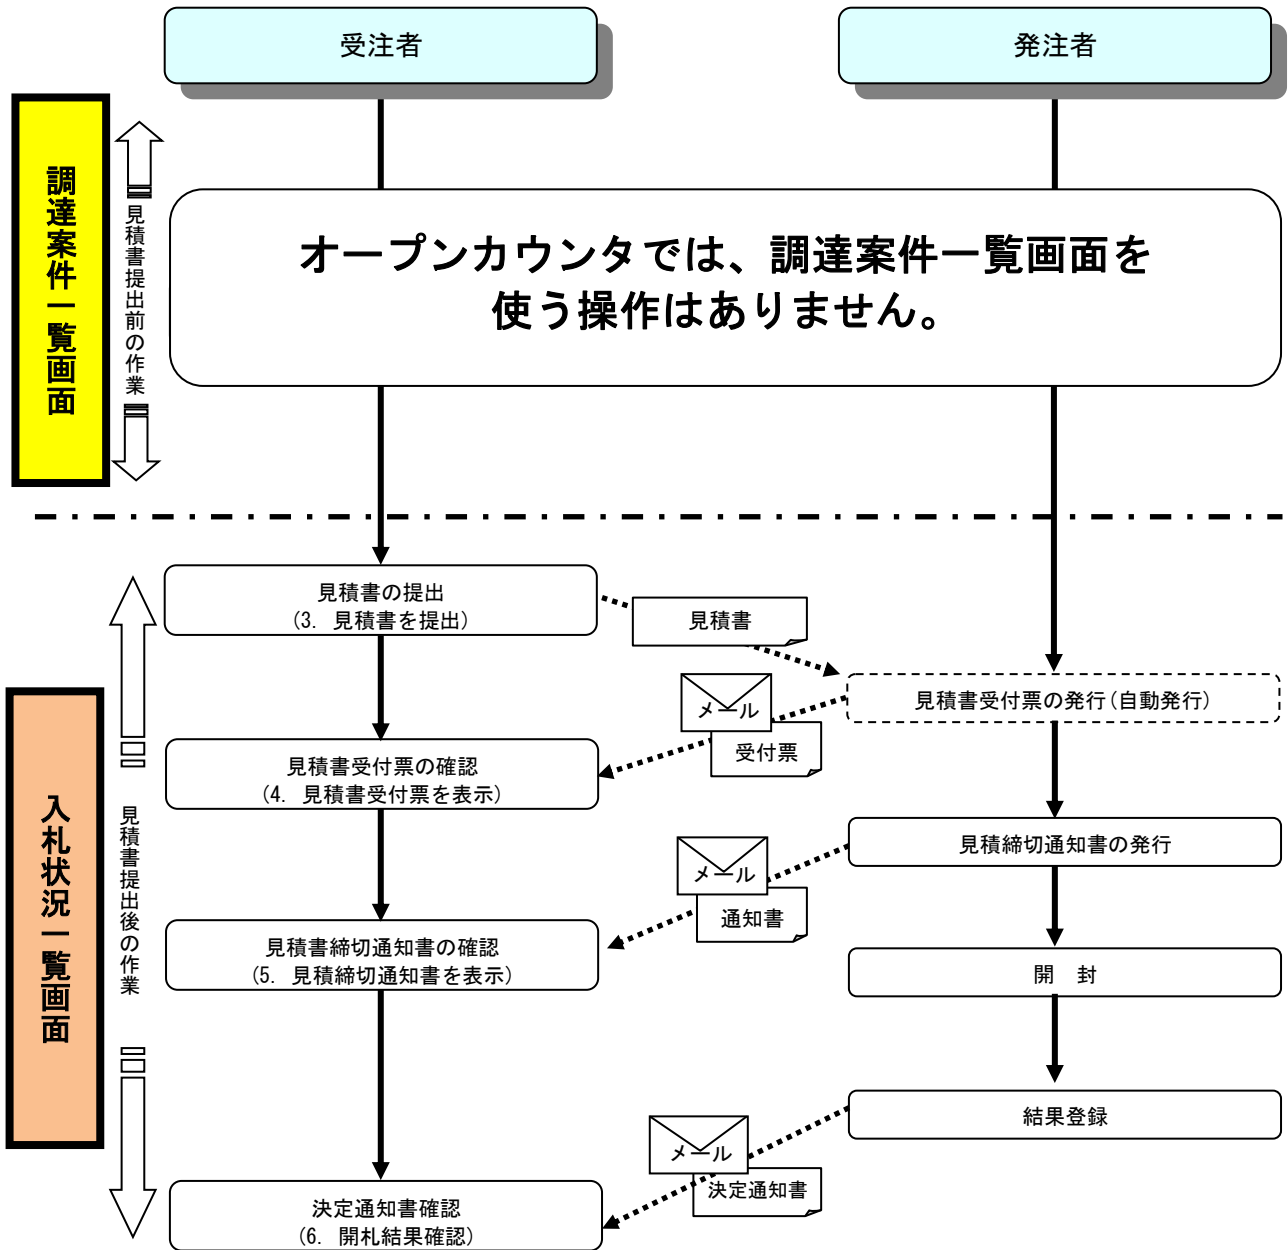 受注者
発注者
調達案件一覧画面
見積書提出前の作業
オープンカウンタでは、調達案件一覧画面を
使う操作はありません。
見積書の提出
(3. 見積書を提出)
見積書
見積書受付票の発行(自動発行)
メール
受付票
見積書受付票の確認
(4. 見積書受付票を表示)
入札状況一覧画面
見積書提出後の作業
見積締切通知書の発行
メール
通知書
見積書締切通知書の確認
(5. 見積締切通知書を表示)
開 封
結果登録
メール
決定通知書
決定通知書確認
(6. 開札結果確認)